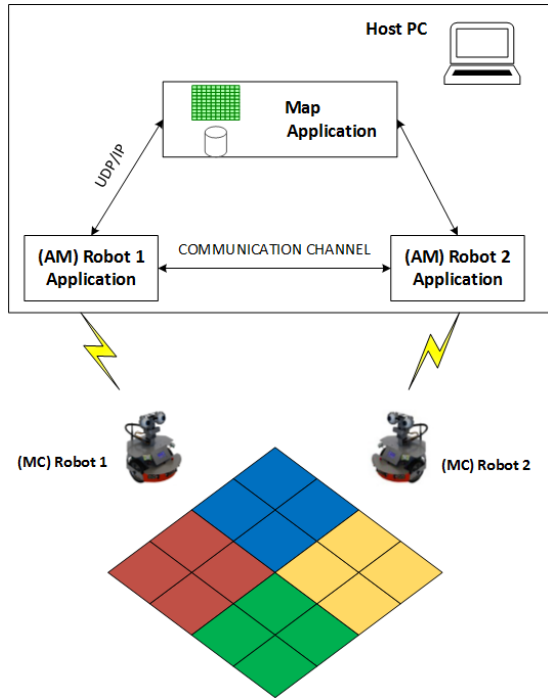 Host PC
Map
Application
UDP/IP
(AM) Robot 1
Application
COMMUNICATION CHANNEL
(AM) Robot 2
Application
(MC) Robot 1
(MC) Robot 2